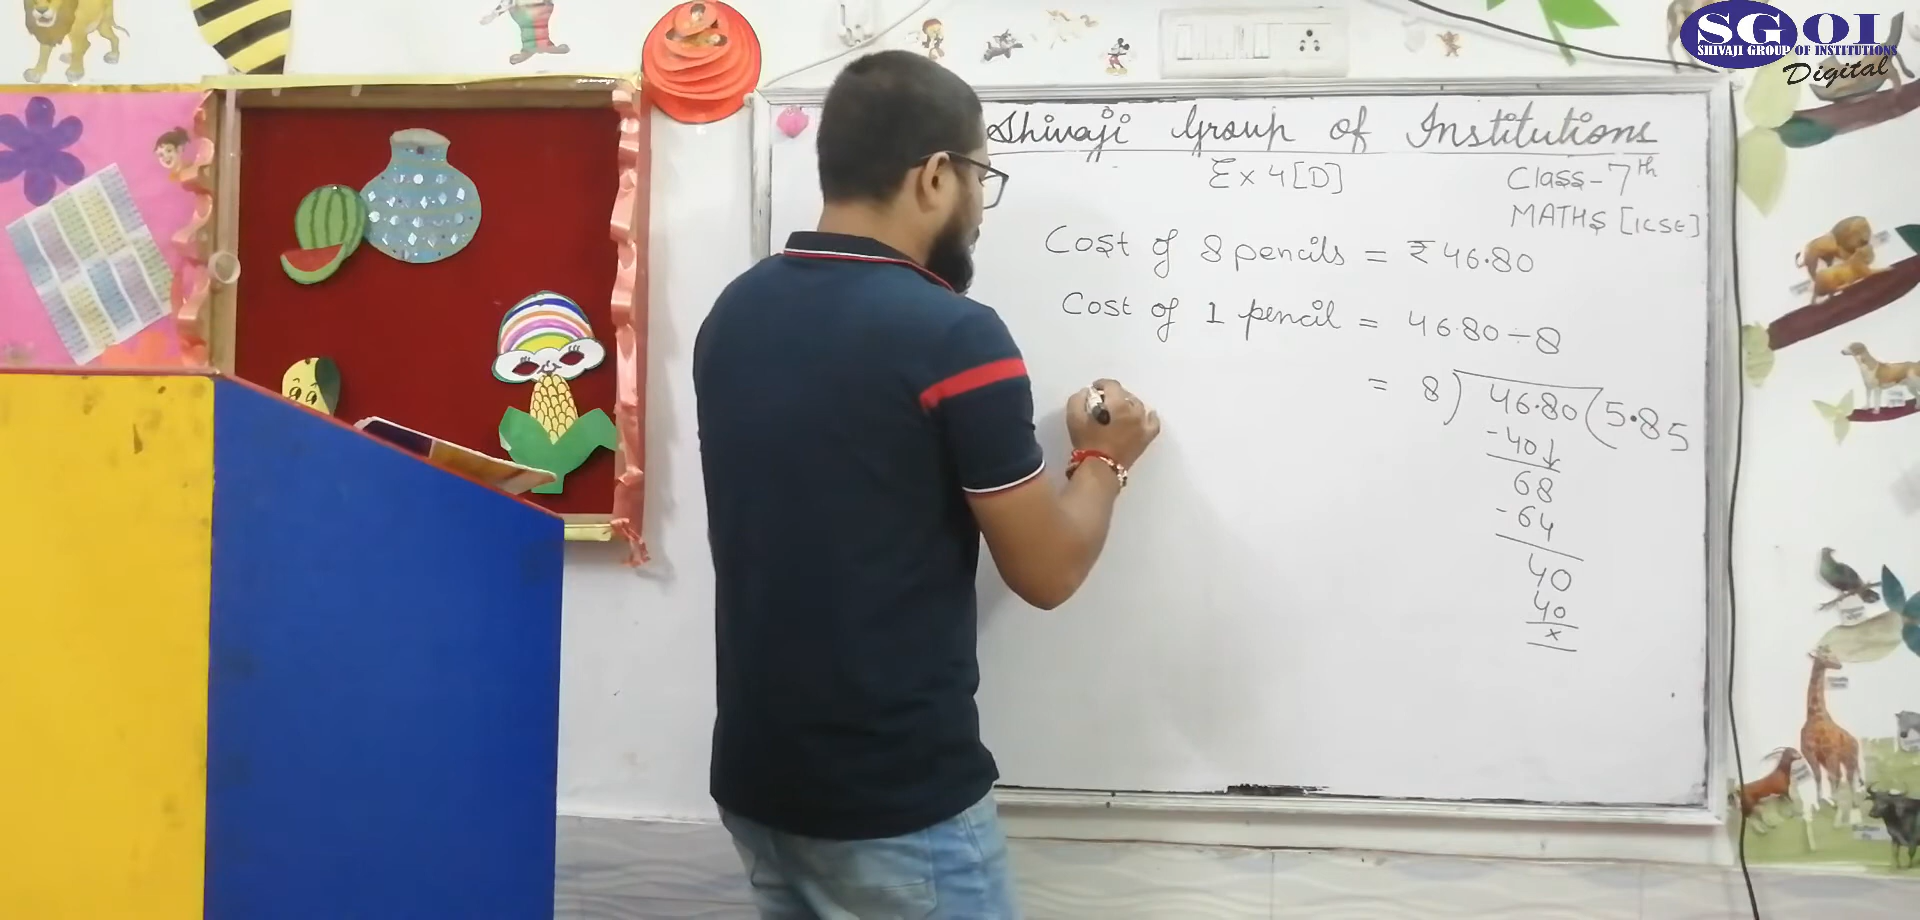 SGOI
SHIVAJI GROUP OF INSTITUTIONS
Digital
Shivaji Group of Institutions
Ex 4[D]
Class-7th
MATHS [ICSE]
Cost of 8 pencils = ₹46.80
Cost of 1 pencil = 46.80÷8
= 8) 46.80 (5.85
-40↓
68
-64
40
40
x